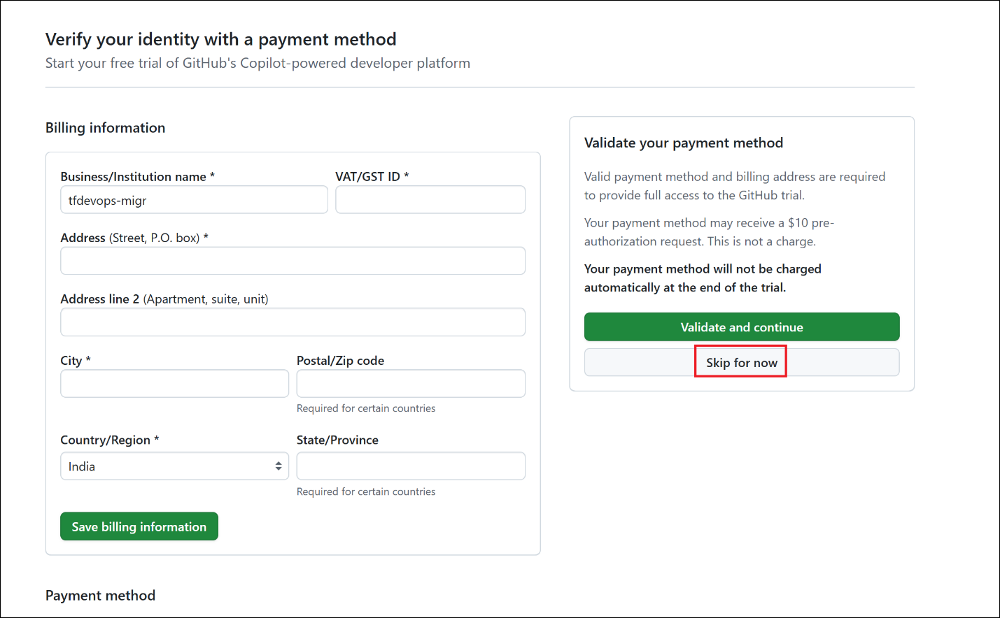 Verify your identity with a payment method
Start your free trial of GitHub's Copilot-powered developer platform
Billing information
Business/Institution name *
VAT/GST ID *
tfdevops-migr
Address (Street, P.O. box) *
Address line 2 (Apartment, suite, unit)
City *
Postal/Zip code
Required for certain countries
Country/Region *
State/Province
India
Required for certain countries
Save billing information
Payment method
Validate your payment method
Valid payment method and billing address are required
to provide full access to the GitHub trial.
Your payment method may receive a $10 pre-
authorization request. This is not a charge.
Your payment method will not be charged
automatically at the end of the trial.
Validate and continue
Skip for now